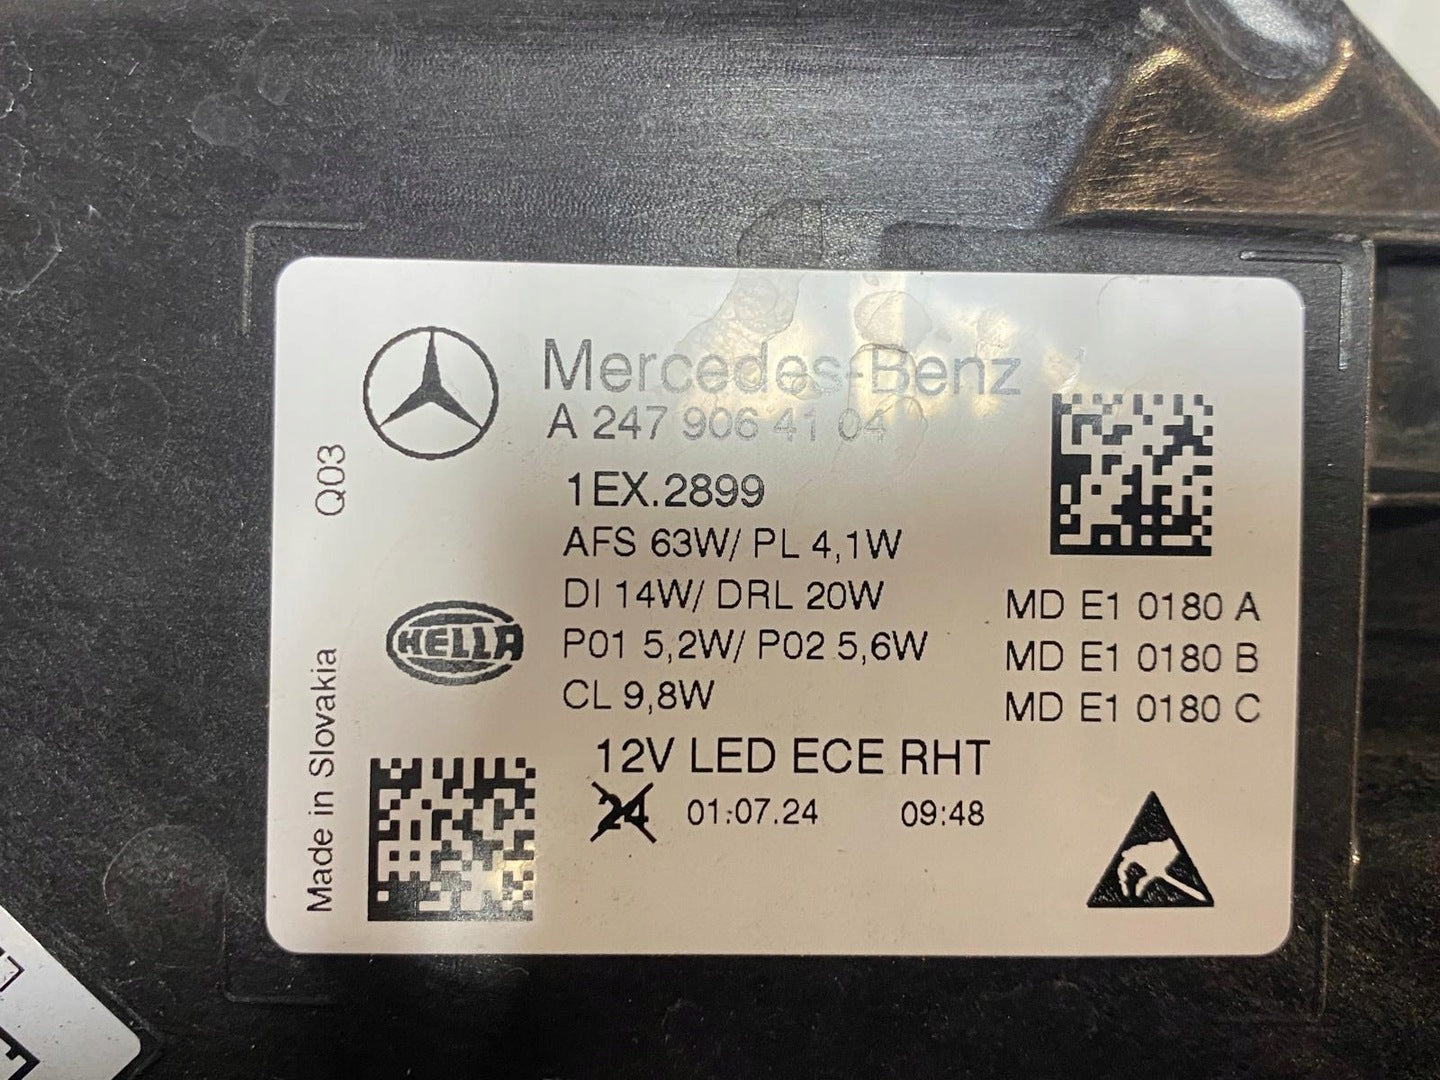 Mercedes-Benz
A 247 906 41 04
1EX.2899
AFS 63W/ PL 4,1W
DI 14W/ DRL 20W
P01 5,2W/ P02 5,6W
CL 9,8W
12V LED ECE RHT
24 01:07.24 09:48
MD E1 0180 A
MD E1 0180 B
MD E1 0180 C
HELLA
Q03
Made in Slovakia